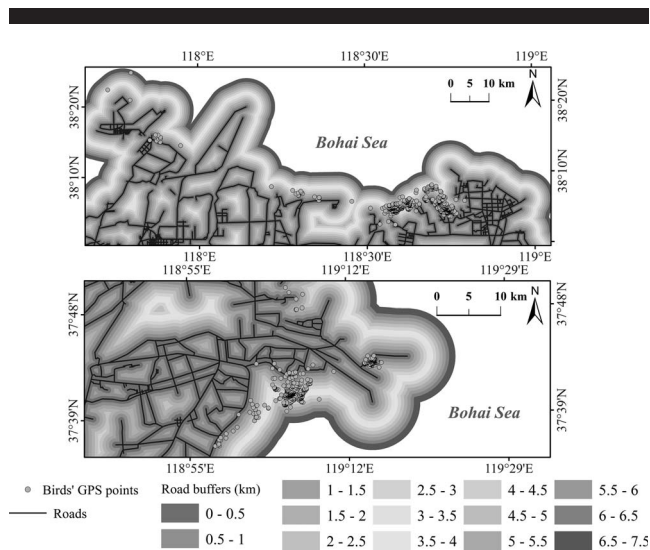 118°E 118°30'E 119°E
0 5 10 km
N
38°20'N 38°20'N
Bohai Sea
38°10'N 38°10'N
118°E 118°30'E 119°E
118°55'E 119°12'E 119°29'E
0 5 10 km
N
37°48'N 37°48'N
37°39'N 37°39'N
Bohai Sea
118°55'E 119°12'E 119°29'E
Birds' GPS points
Roads
Road buffers (km)
0 - 0.5
0.5 - 1
1 - 1.5
1.5 - 2
2 - 2.5
2.5 - 3
3 - 3.5
3.5 - 4
4 - 4.5
4.5 - 5
5 - 5.5
5.5 - 6
6 - 6.5
6.5 - 7.5